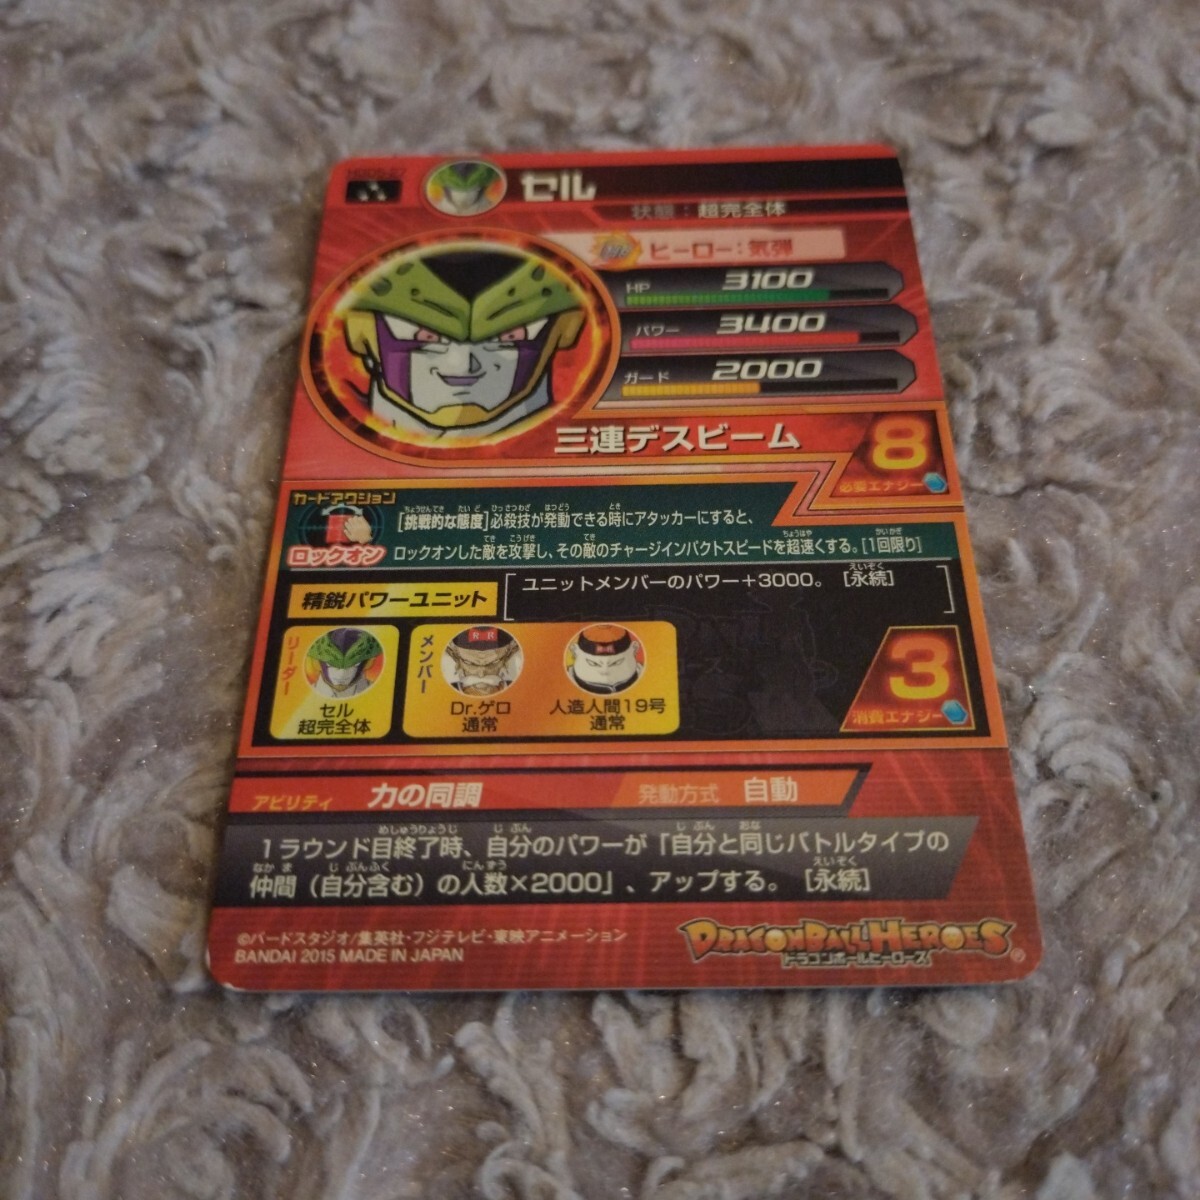 セル
状態：超完全体
ヒーロー：気弾
HP 3100
パワー 3400
ガード 2000
三連デスビーム
8
必要エナジー
カードアクション
ロックオン
[挑戦的な態度]必殺技が発動できる時にアタッカーにすると、
ロックオンした敵を攻撃し、その敵のチャージインパクトスピードを超速くする。[1回限り]
精鋭パワーユニット
ユニットメンバーのパワー+3000。 [永続]
リーダー
セル
超完全体
メンバー
Dr.ゲロ
通常
人造人間19号
通常
3
消費エナジー
アビリティ 力の同調 発動方式 自動
1ラウンド目終了時、自分のパワーが「自分と同じバトルタイプの
仲間（自分含む）の人数×2000」、アップする。 [永続]
©バードスタジオ/集英社・フジテレビ・東映アニメーション
BANDAI 2015 MADE IN JAPAN
DRAGONBALL HEROES
ドラゴンボールヒーローズ